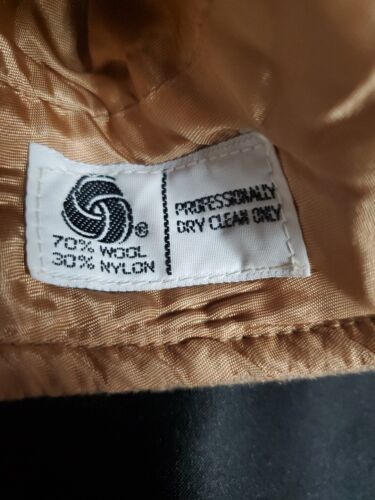 ®
70% WOOL
30% NYLON
PROFESSIONALLY
DRY CLEAN ONLY